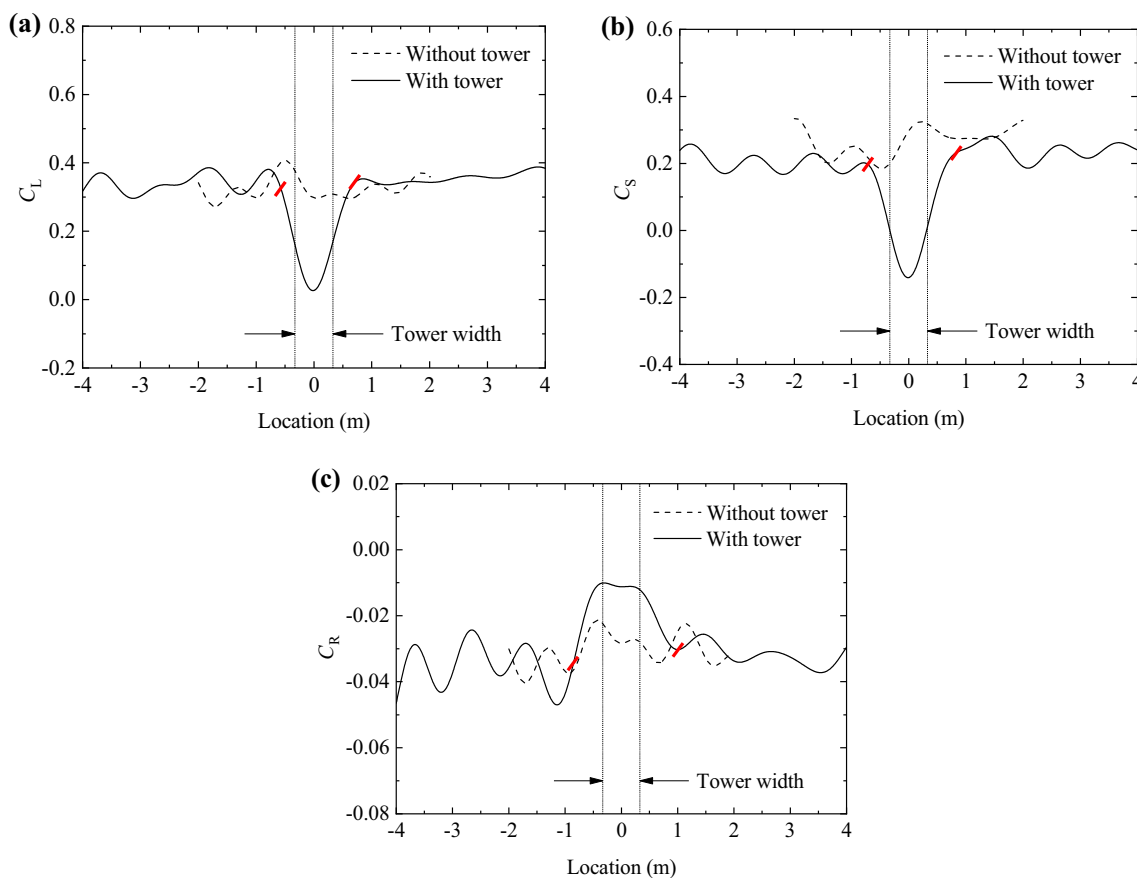 (a)
0.8
0.6
0.4
0.2
0.0
-0.2
C_L
Without tower
With tower
Tower width
-4 -3 -2 -1 0 1 2 3 4
Location (m)
(b)
0.6
0.4
0.2
0.0
-0.2
-0.4
C_S
Without tower
With tower
Tower width
-4 -3 -2 -1 0 1 2 3 4
Location (m)
(c)
0.02
0.00
-0.02
-0.04
-0.06
-0.08
C_R
Without tower
With tower
Tower width
-4 -3 -2 -1 0 1 2 3 4
Location (m)